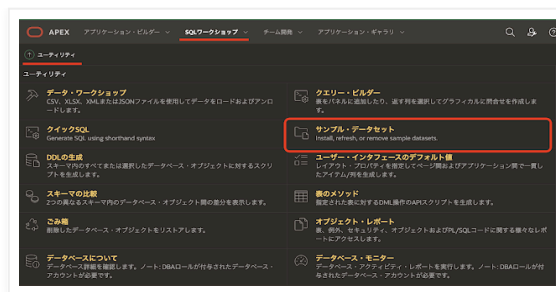 APEX アプリケーション・ビルダー SQLワークショップ チーム開発 アプリケーション・ギャラリ
ユーティリティ
ユーティリティ
データ・ワークショップ
CSV、XLSX、XMLまたはJSONファイルを使用してデータをロードおよびアンロ
ードします。
クエリー・ビルダー
表をパネルに追加したり、返す列を選択してグラフィカルに問合せを作成しま
す。
クイックSQL
Generate SQL using shorthand syntax
サンプル・データセット
Install, refresh, or remove sample datasets.
DDLの生成
スキーマ内のすべてまたは選択したデータベース・オブジェクトに対するスクリ
プトを生成します。
ユーザー・インタフェースのデフォルト値
レイアウト・プロパティを指定してページ間およびアプリケーション間で一貫し
たアイテム/列を生成します。
スキーマの比較
2つの異なるスキーマ内のデータベース・オブジェクト間の差分を表示します。
表のメソッド
指定された表に対するDML操作のAPIスクリプトを生成します。
ごみ箱
削除したデータベース・オブジェクトをリストアします。
オブジェクト・レポート
表、例外、セキュリティ、オブジェクトおよびPL/SQLコードに関する様々なレポ
ートにアクセスします。
データベースについて
データベース詳細を確認します。ノート: DBAロールが付与されたデータベース・
アカウントが必要です。
データベース・モニター
データベース・アクティビティ・レポートを実行します。ノート: DBAロールが付
与されたデータベース・アカウントが必要です。